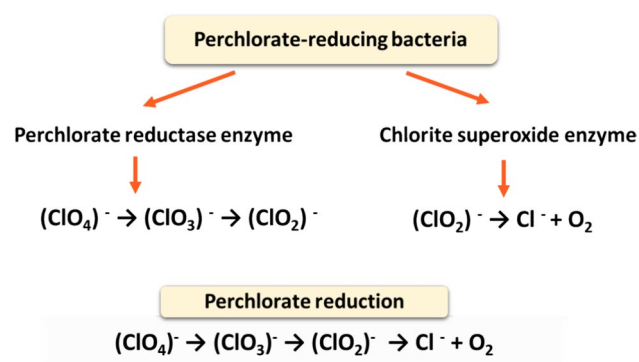 Perchlorate-reducing bacteria
Perchlorate reductase enzyme
Chlorite superoxide enzyme
(ClO₄)⁻ → (ClO₃)⁻ → (ClO₂)⁻
(ClO₂)⁻ → Cl⁻ + O₂
Perchlorate reduction
(ClO₄)⁻ → (ClO₃)⁻ → (ClO₂)⁻ → Cl⁻ + O₂